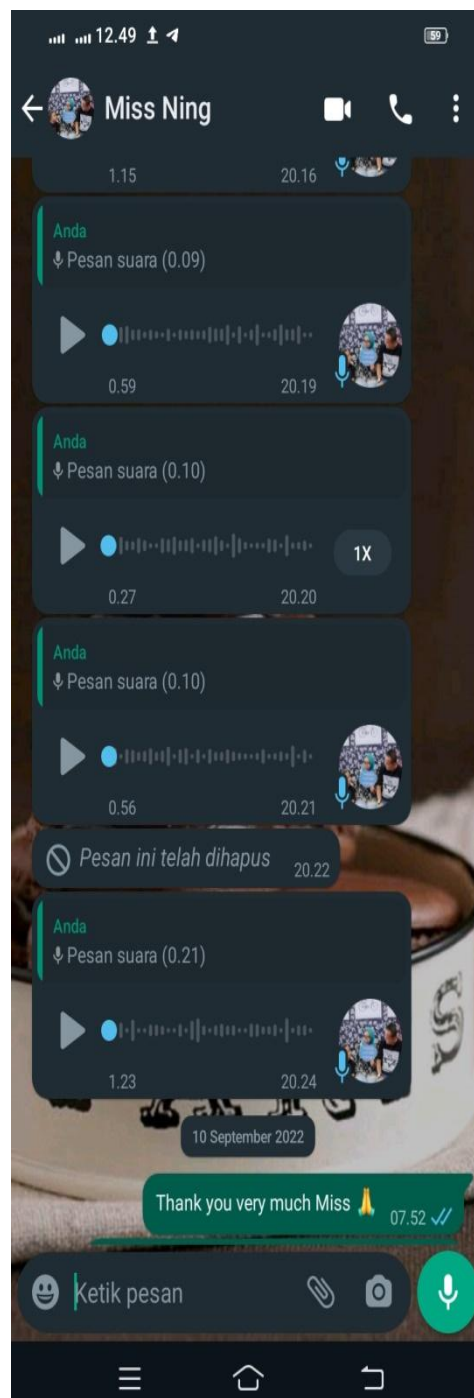 12.49
59
Miss Ning
1.15 20.16
Anda
Pesan suara (0.09)
0.59 20.19
Anda
Pesan suara (0.10)
1X
0.27 20.20
Anda
Pesan suara (0.10)
0.56 20.21
Pesan ini telah dihapus 20.22
Anda
Pesan suara (0.21)
1.23 20.24
10 September 2022
Thank you very much Miss 🙏 07.52
Ketik pesan